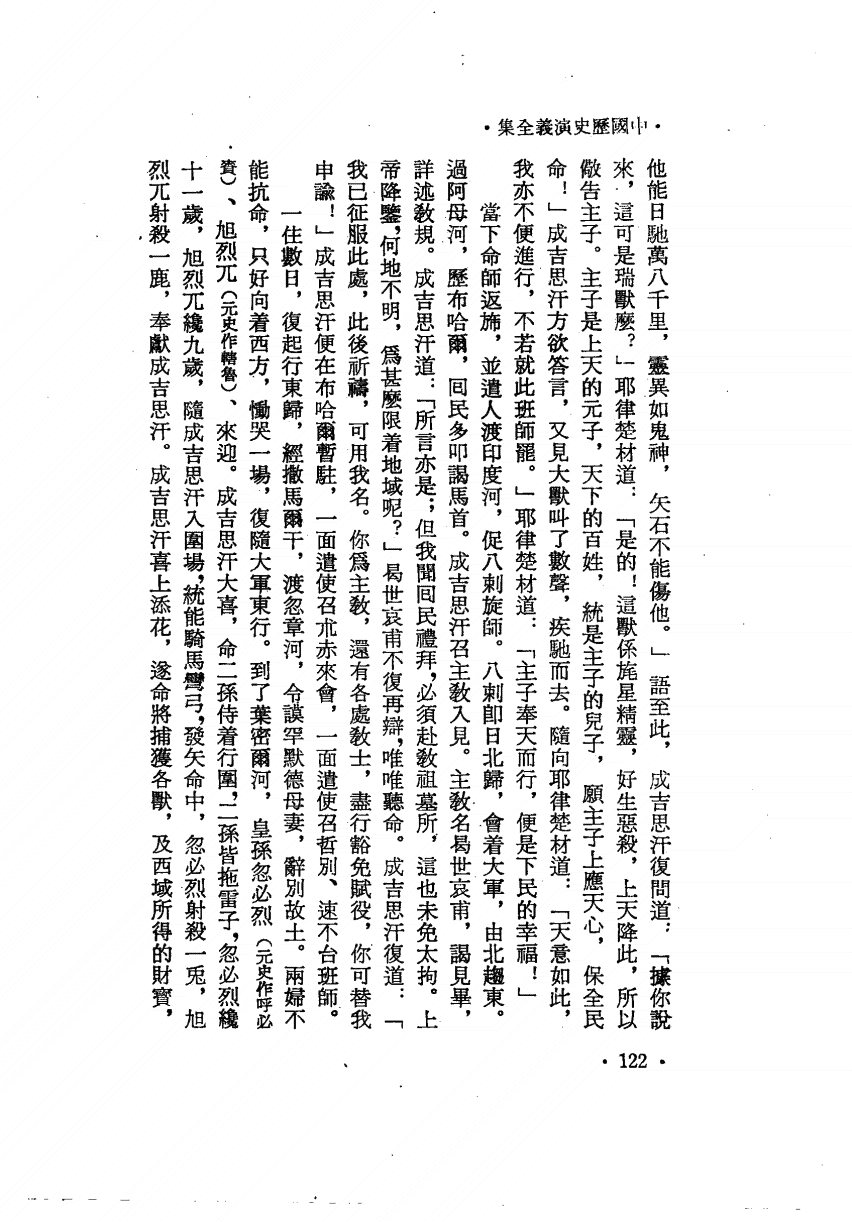 ·中國歷史演義全集·
他能日馳萬八千里，靈異如鬼神，矢石不能傷他。」語至此，成吉思汗復問道：「據你說
來，這可是瑞獸麼？」耶律楚材道：「是的！這獸係旄星精靈，好生惡殺，上天降此，所以
儆告主子。主子是上天的元子，天下的百姓，統是主子的兒子，願主子上應天心，保全民
命！」成吉思汗方欲答言，又見大獸叫了數聲，疾馳而去。隨向耶律楚材道：「天意如此，
我亦不便進行，不若就此班師罷。」耶律楚材道：「主子奉天而行，便是下民的幸福！」
當下命師返旆，並遣人渡印度河，促八剌旋師。八剌卽日北歸，會着大軍，由北趨東。
過阿母河，歷布哈爾，囘民多叩謁馬首。成吉思汗召主敎入見。主敎名曷世哀甫，謁見畢，
詳述敎規。成吉思汗道：「所言亦是；但我聞囘民禮拜，必須赴敎祖墓所，這也未免太拘。上
帝降鑒，何地不明，爲甚麼限着地域呢？」曷世哀甫不復再辯，唯唯聽命。成吉思汗復道：「
我已征服此處，此後祈禱，可用我名。你爲主敎，還有各處敎士，盡行豁免賦役，你可替我
申諭！」成吉思汗便在布哈爾暫駐，一面遣使召朮赤來會，一面遣使召哲別、速不台班師。
一住數日，復起行東歸，經撒馬爾干，渡忽章河，令謨罕默德母妻，辭別故土。兩婦不
能抗命，只好向着西方，慟哭一場，復隨大軍東行。到了葉密爾河，皇孫忽必烈（元史作呼必
賚）、旭烈兀（元史作轄魯）、來迎。成吉思汗大喜，命二孫侍着行圍，二孫皆拖雷子，忽必烈纔
十一歲，旭烈兀纔九歲，隨成吉思汗入圍場，統能騎馬彎弓，發矢命中，忽必烈射殺一兎，旭
烈兀射殺一鹿，奉獻成吉思汗。成吉思汗喜上添花，遂命將捕獲各獸，及西域所得的財寶，
·122·